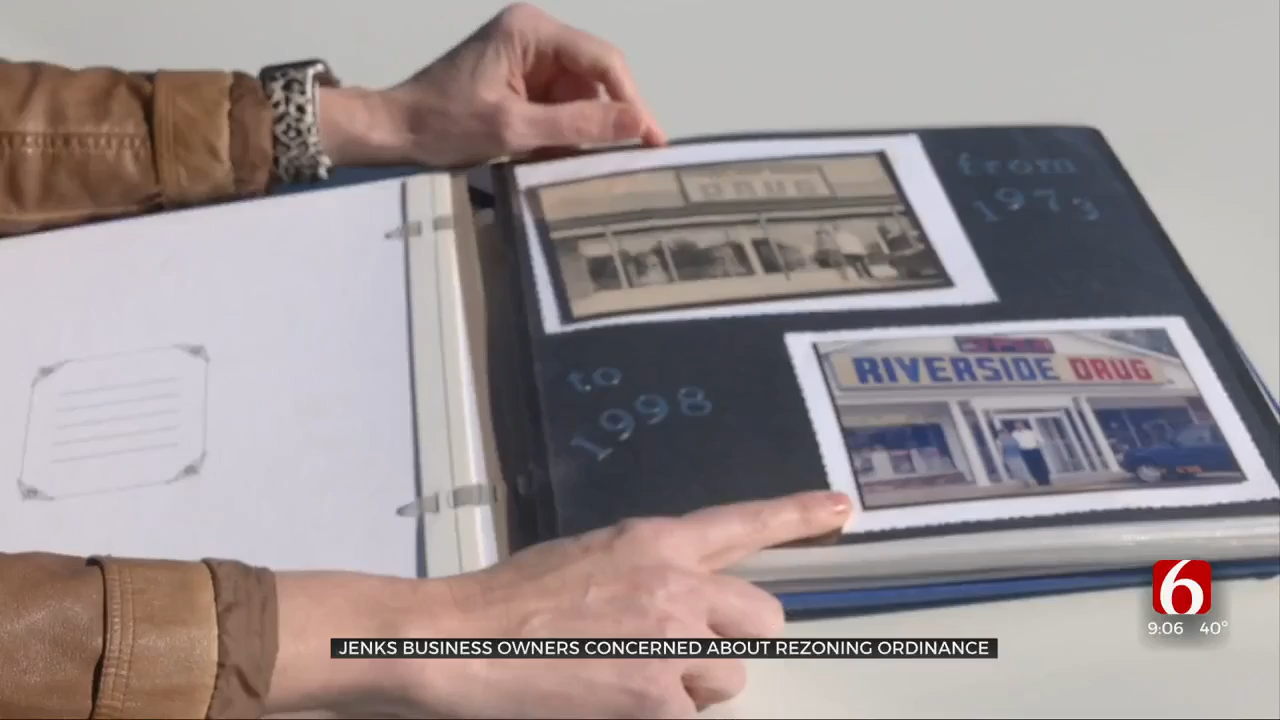 from
1973
DRUG
to
1998
RIVERSIDE DRUG
6
9:06 40°
JENKS BUSINESS OWNERS CONCERNED ABOUT REZONING ORDINANCE